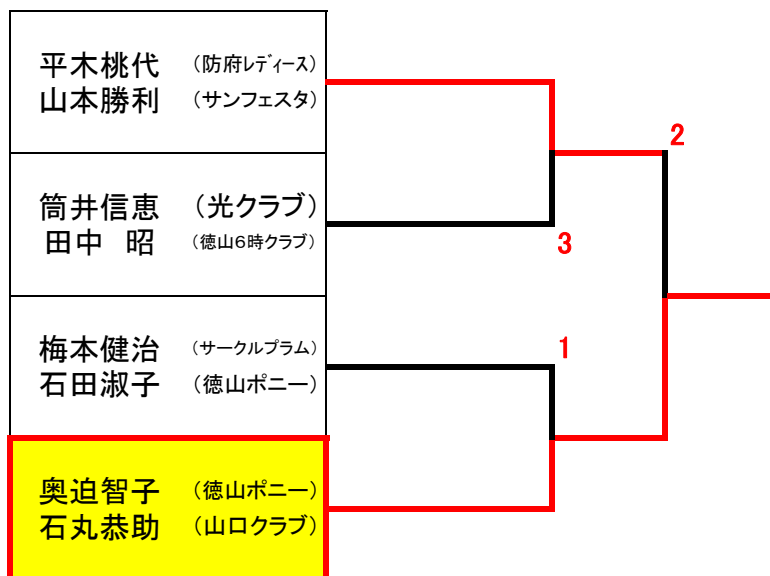 平木桃代 (防府ﾚﾃﾞｨｰｽ)
山本勝利 (サンフェスタ)
2
筒井信恵 (光クラブ)
田中　昭 (徳山6時クラブ)
3
梅本健治 (サークルプラム)
石田淑子 (徳山ポニー)
1
奥迫智子 (徳山ポニー)
石丸恭助 (山口クラブ)